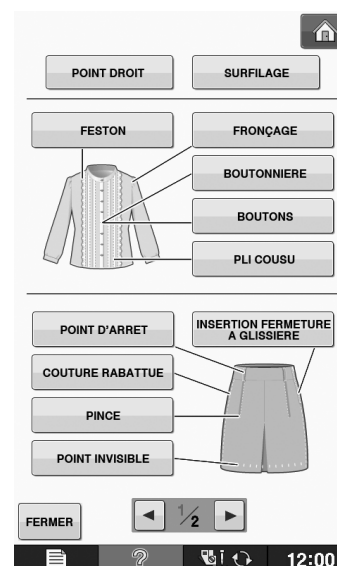 POINT DROIT
SURFILAGE
FESTON
FRONÇAGE
BOUTONNIERE
BOUTONS
PLI COUSU
POINT D'ARRET
INSERTION FERMETURE
A GLISSIERE
COUTURE RABATTUE
PINCE
POINT INVISIBLE
FERMER
1/2
?
12:00